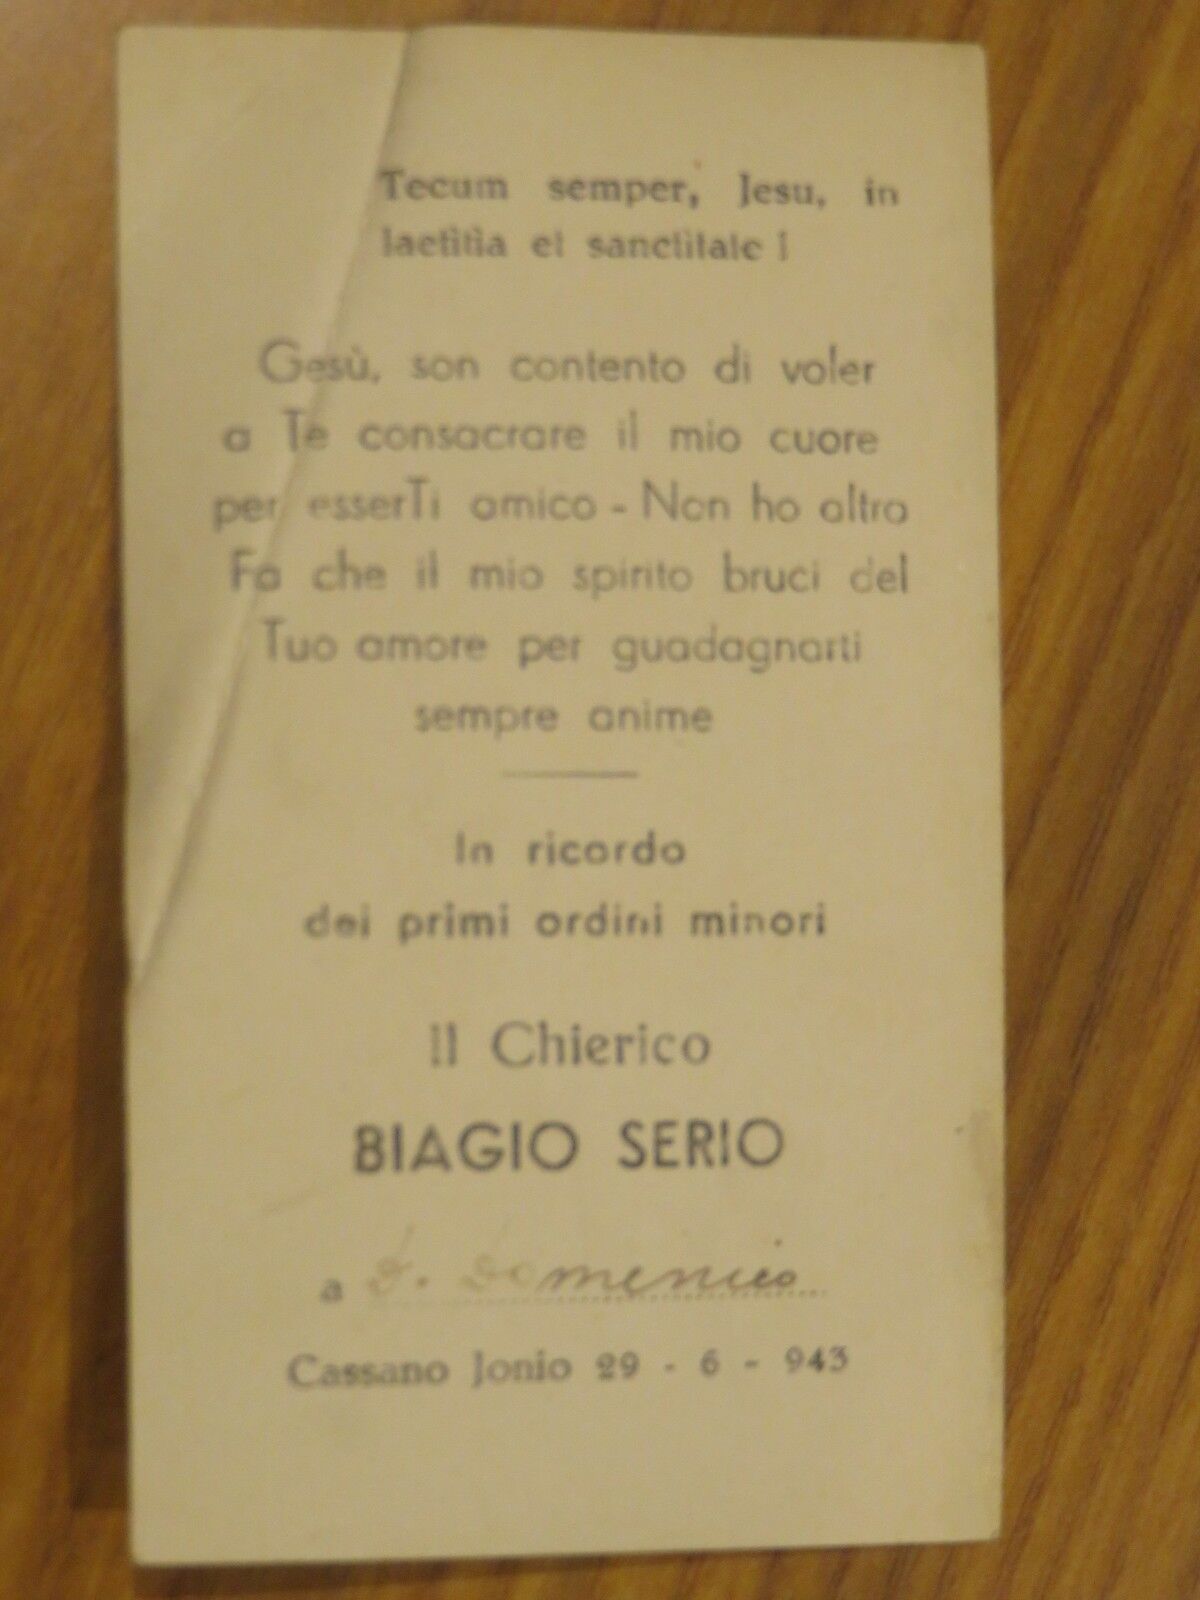 Tecum semper, Jesu, in
laetitia et sanctitate !
Gesù, son contento di voler
a Te consacrare il mio cuore
per esserTi amico - Non ho altro
Fa che il mio spirito bruci del
Tuo amore per guadagnarti
sempre anime
In ricordo
dei primi ordini minori
Il Chierico
BIAGIO SERIO
a D. Domenico
Cassano Jonio 29 - 6 - 943